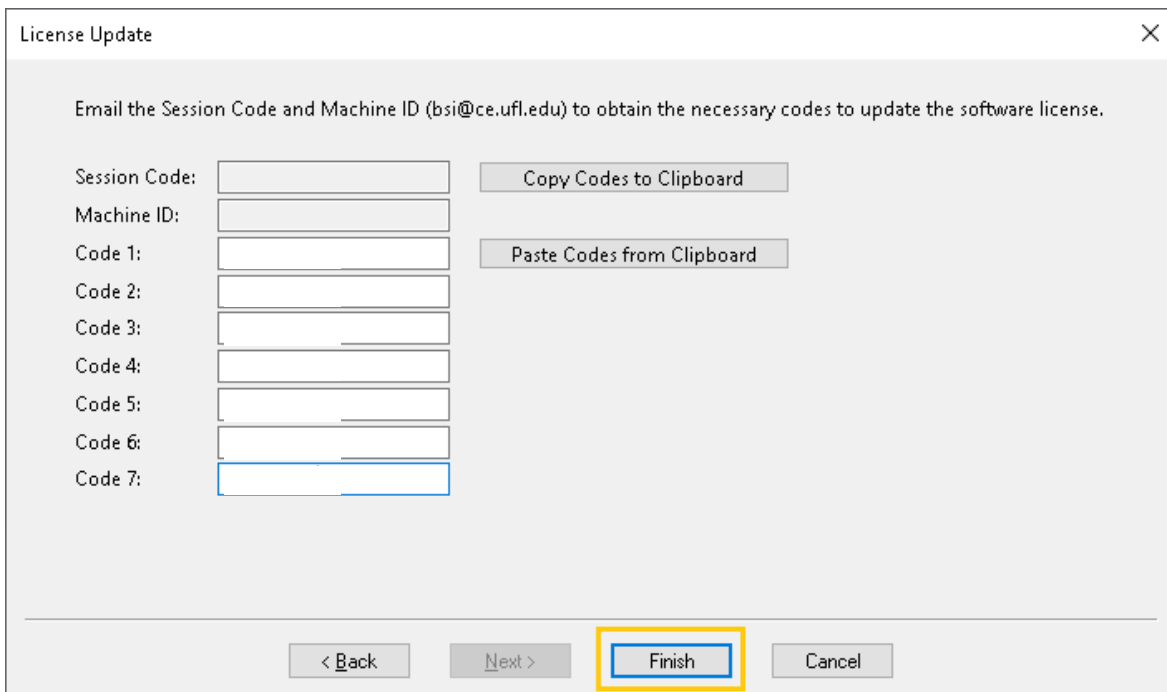 License Update
Email the Session Code and Machine ID (bsi@ce.ufl.edu) to obtain the necessary codes to update the software license.
Session Code: Copy Codes to Clipboard
Machine ID:
Code 1: Paste Codes from Clipboard
Code 2:
Code 3:
Code 4:
Code 5:
Code 6:
Code 7:
< Back Next > Finish Cancel